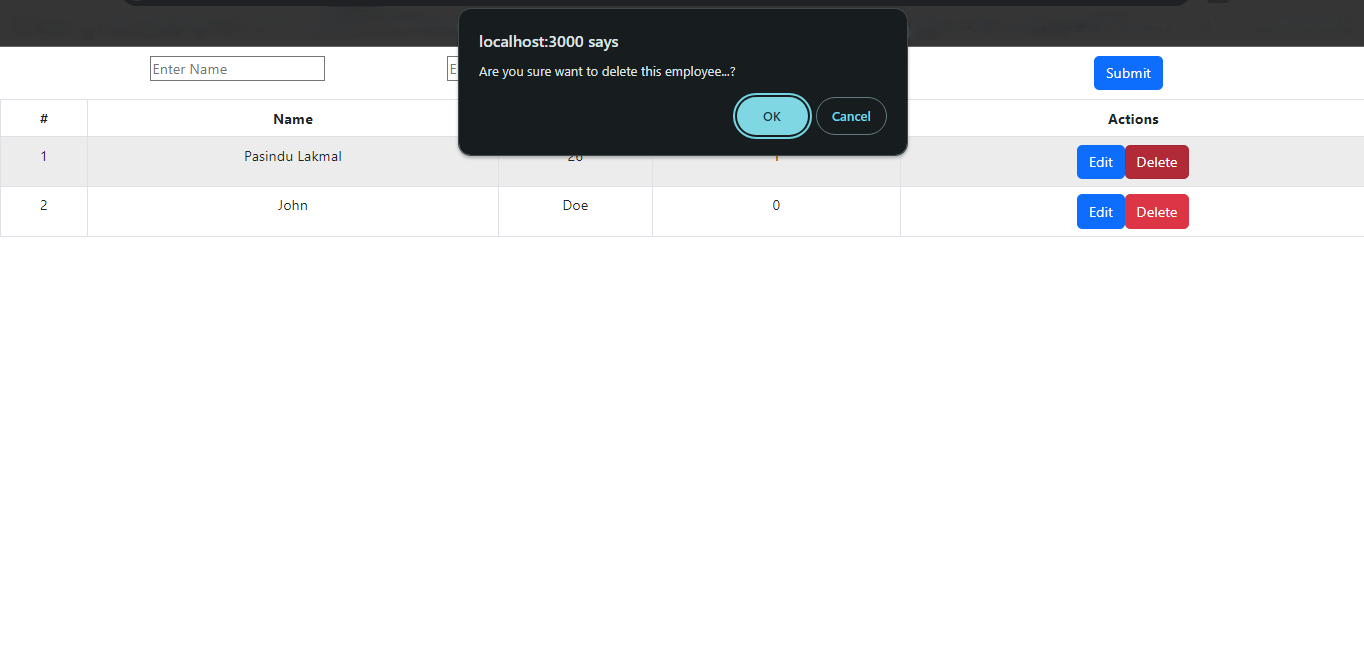 localhost:3000 says
Are you sure want to delete this employee...?
OK Cancel
Enter Name E Submit
# Name Actions
1 Pasindu Lakmal 26 1 Edit Delete
2 John Doe 0 Edit Delete